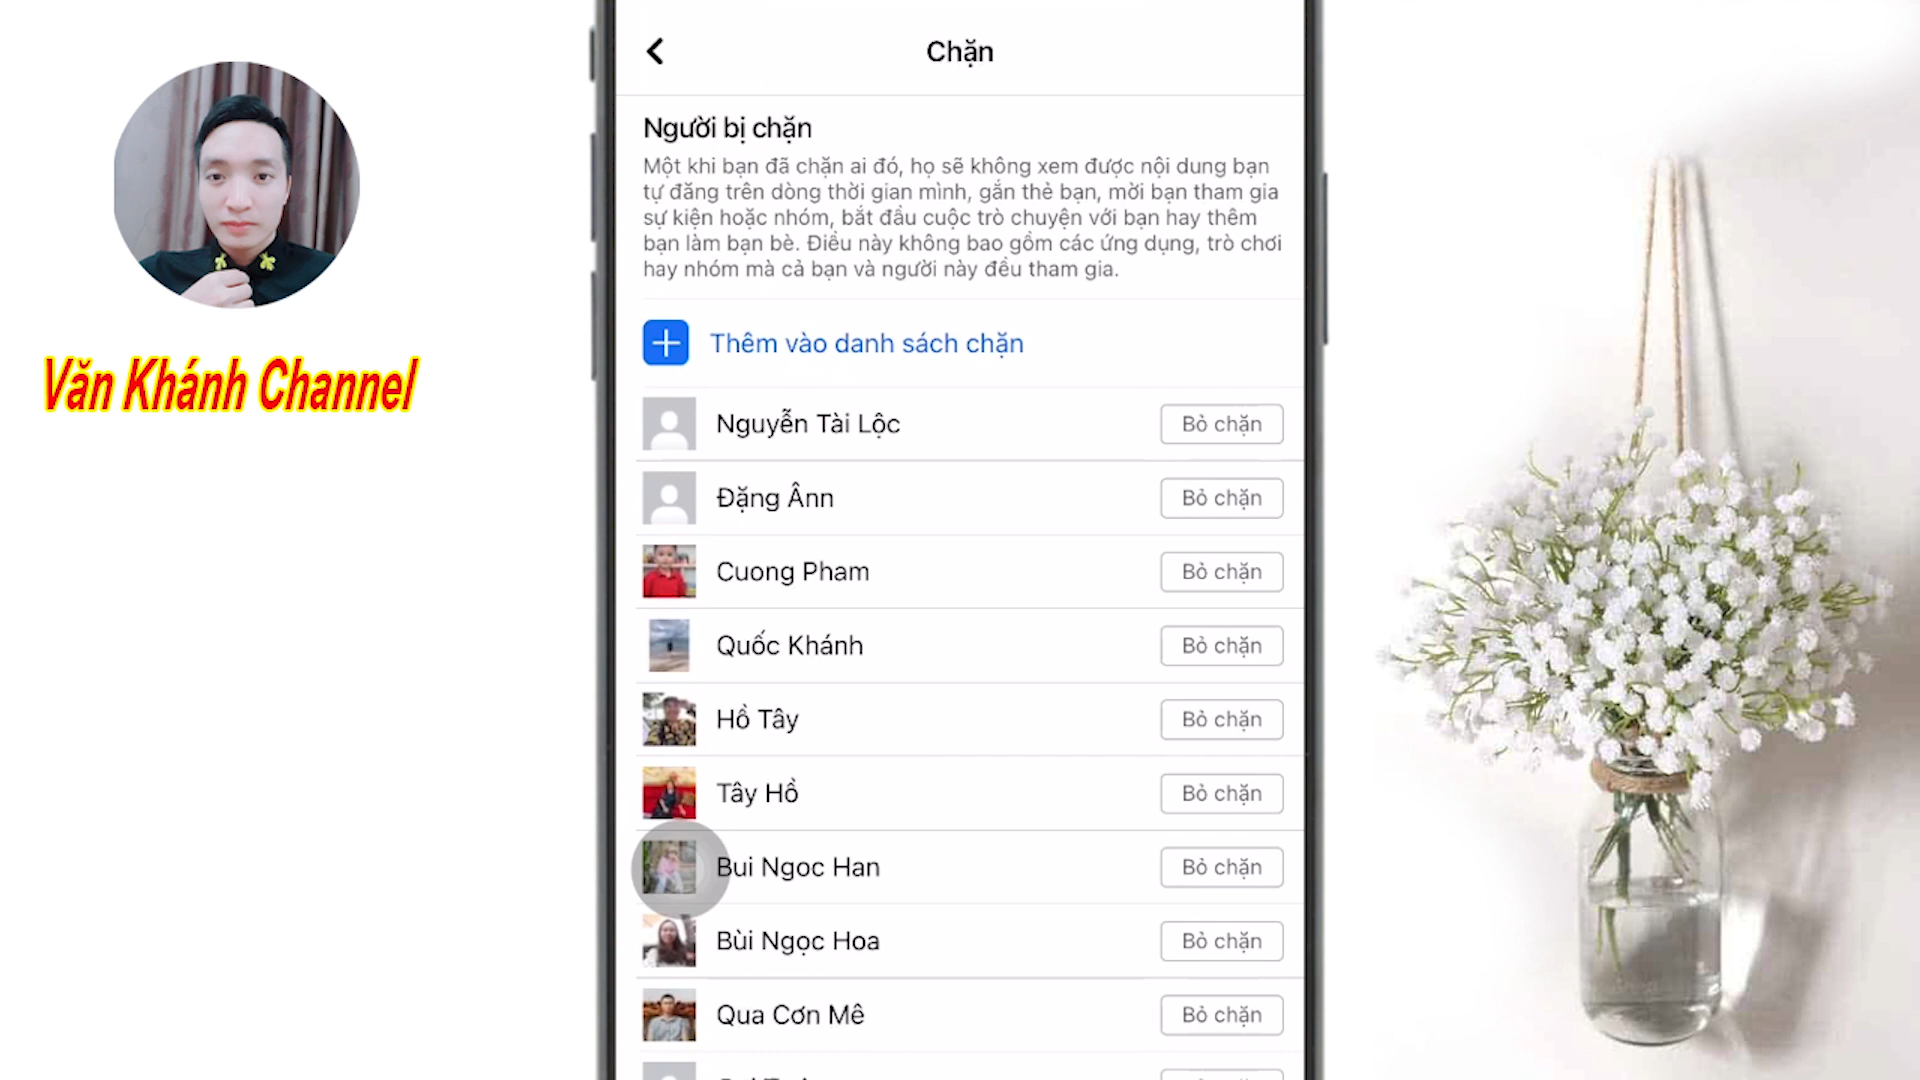 Văn Khánh Channel
Chặn
Người bị chặn
Một khi bạn đã chặn ai đó, họ sẽ không xem được nội dung bạn
tự đăng trên dòng thời gian mình, gắn thẻ bạn, mời bạn tham gia
sự kiện hoặc nhóm, bắt đầu cuộc trò chuyện với bạn hay thêm
bạn làm bạn bè. Điều này không bao gồm các ứng dụng, trò chơi
hay nhóm mà cả bạn và người này đều tham gia.
Thêm vào danh sách chặn
Nguyễn Tài Lộc Bỏ chặn
Đặng Ânn Bỏ chặn
Cuong Pham Bỏ chặn
Quốc Khánh Bỏ chặn
Hồ Tây Bỏ chặn
Tây Hồ Bỏ chặn
Bui Ngoc Han Bỏ chặn
Bùi Ngọc Hoa Bỏ chặn
Qua Cơn Mê Bỏ chặn